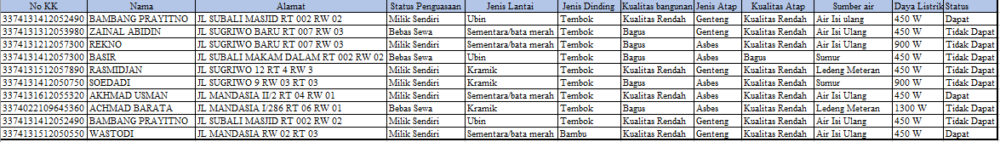 No KK Nama Alamat Status Penguasaan Jenis Lantai Jenis Dinding Kualitas bangunan Jenis Atap Kualitas Atap Sumber air Daya Listrik Status
3374131412052490 BAMBANG PRAYITNO JL SUBALI MASJID RT 002 RW 02 Milik Sendiri Ubin Tembok Kualitas Rendah Genteng Kualitas Rendah Air Isi ulang 450 W Dapat
3374131312053980 ZAINAL ABIDIN JL SUGRIWO BARU RT 007 RW 03 Bebas Sewa Sementara/bata merah Tembok Bagus Genteng Kualitas Rendah Air Isi Ulang 450 W Tidak Dapat
3374131212057300 REKNO JL SUGRIWO BARU RT 007 RW 03 Milik Sendiri Sementara/bata merah Tembok Bagus Asbes Kualitas Rendah Air Isi Ulang 900 W Tidak Dapat
3374131412057300 BASIR JL SUBALI MAKAM DALAM RT 002 RW 02 Bebas Sewa Ubin Tembok Bagus Asbes Bagus Sumur 450 W Tidak Dapat
3374131512057890 RASMIDJAN JL SUGRIWO 12 RT 4 RW 3 Milik Sendiri Kramik Tembok Kualitas Rendah Genteng Kualitas Rendah Ledeng Meteran 450 W Tidak Dapat
3374131412050750 SOEDADI JL SUGRIWO 9 RW 03 RT 03 Milik Sendiri Kramik Tembok Bagus Asbes Kualitas Rendah Sumur 900 W Tidak Dapat
3374131612055320 AKHMAD USMAN JL MANDASIA II/2 RT 04 RW 01 Milik Sendiri Sementara/bata merah Tembok Kualitas Rendah Asbes Kualitas Rendah Air Isi Ulang 450 W Dapat
3374022109645360 ACHMAD BARATA JL MANDASIA I/286 RT 06 RW 01 Bebas Sewa Kramik Tembok Bagus Asbes Kualitas Rendah Ledeng Meteran 1300 W Tidak Dapat
3374131412052490 BAMBANG PRAYITNO JL SUBALI MASJID RT 002 RW 02 Milik Sendiri Ubin Tembok Kualitas Rendah Genteng Kualitas Rendah Air Isi Ulang 450 W Tidak Dapat
3374131512050550 WASTODI JL MANDASIA RW 02 RT 03 Milik Sendiri Sementara/bata merah Bambu Kualitas Rendah Genteng Kualitas Rendah Air Isi Ulang 450 W Dapat